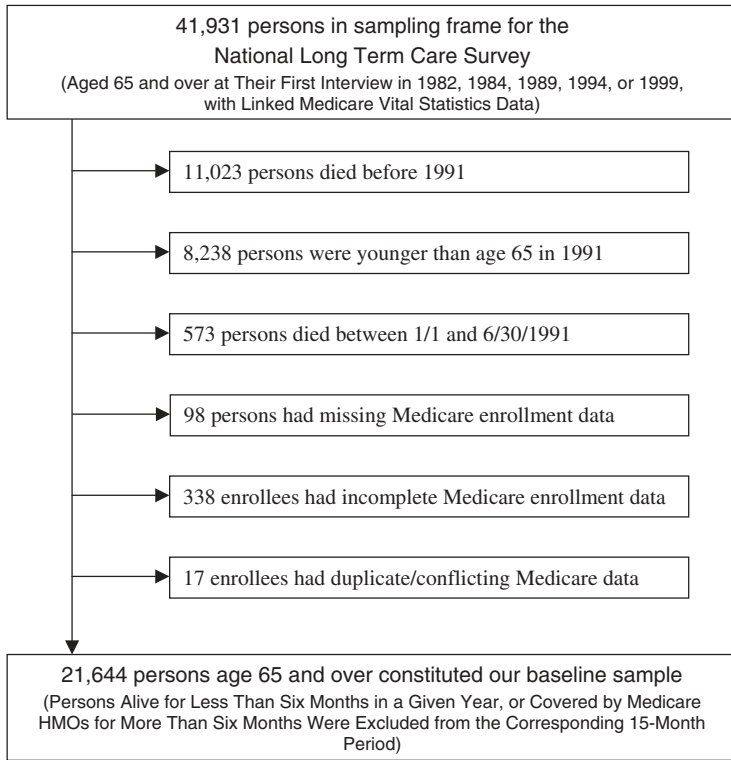 41,931 persons in sampling frame for the
National Long Term Care Survey
(Aged 65 and over at Their First Interview in 1982, 1984, 1989, 1994, or 1999,
with Linked Medicare Vital Statistics Data)
11,023 persons died before 1991
8,238 persons were younger than age 65 in 1991
573 persons died between 1/1 and 6/30/1991
98 persons had missing Medicare enrollment data
338 enrollees had incomplete Medicare enrollment data
17 enrollees had duplicate/conflicting Medicare data
21,644 persons age 65 and over constituted our baseline sample
(Persons Alive for Less Than Six Months in a Given Year, or Covered by Medicare
HMOs for More Than Six Months Were Excluded from the Corresponding 15-Month
Period)